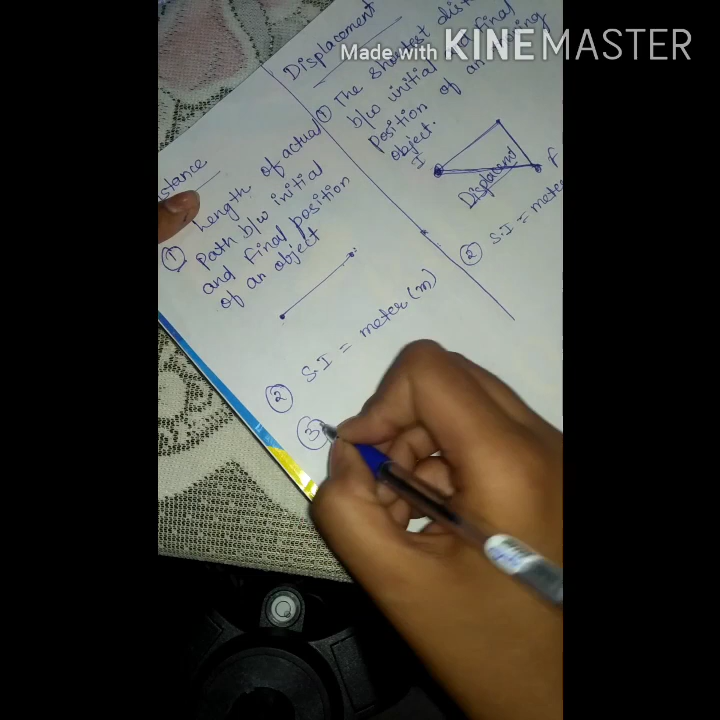 Made with KINEMASTER
stance
① Length of actual
path b/w initial
and final position
of an object
② S.I = meter (m)
③
Displacement
① The shortest dist
b/w initial and final
position of an
object.
I
F
Displacement
② S.I = meter